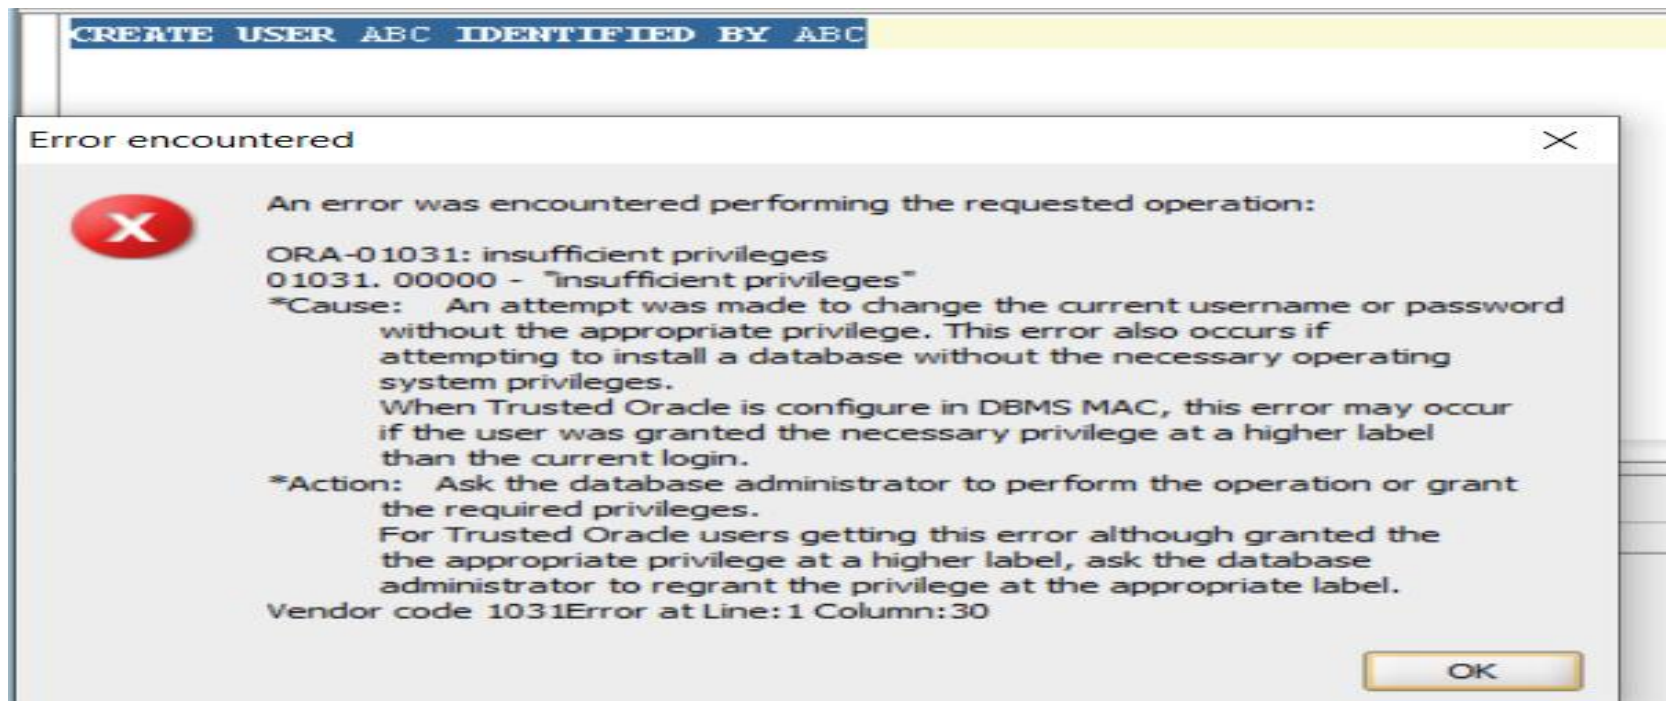 CREATE USER ABC IDENTIFIED BY ABC
Error encountered
An error was encountered performing the requested operation:
ORA-01031: insufficient privileges
01031. 00000 - "insufficient privileges"
*Cause: An attempt was made to change the current username or password
without the appropriate privilege. This error also occurs if
attempting to install a database without the necessary operating
system privileges.
When Trusted Oracle is configure in DBMS MAC, this error may occur
if the user was granted the necessary privilege at a higher label
than the current login.
*Action: Ask the database administrator to perform the operation or grant
the required privileges.
For Trusted Oracle users getting this error although granted the
the appropriate privilege at a higher label, ask the database
administrator to regrant the privilege at the appropriate label.
Vendor code 1031Error at Line:1 Column:30
OK